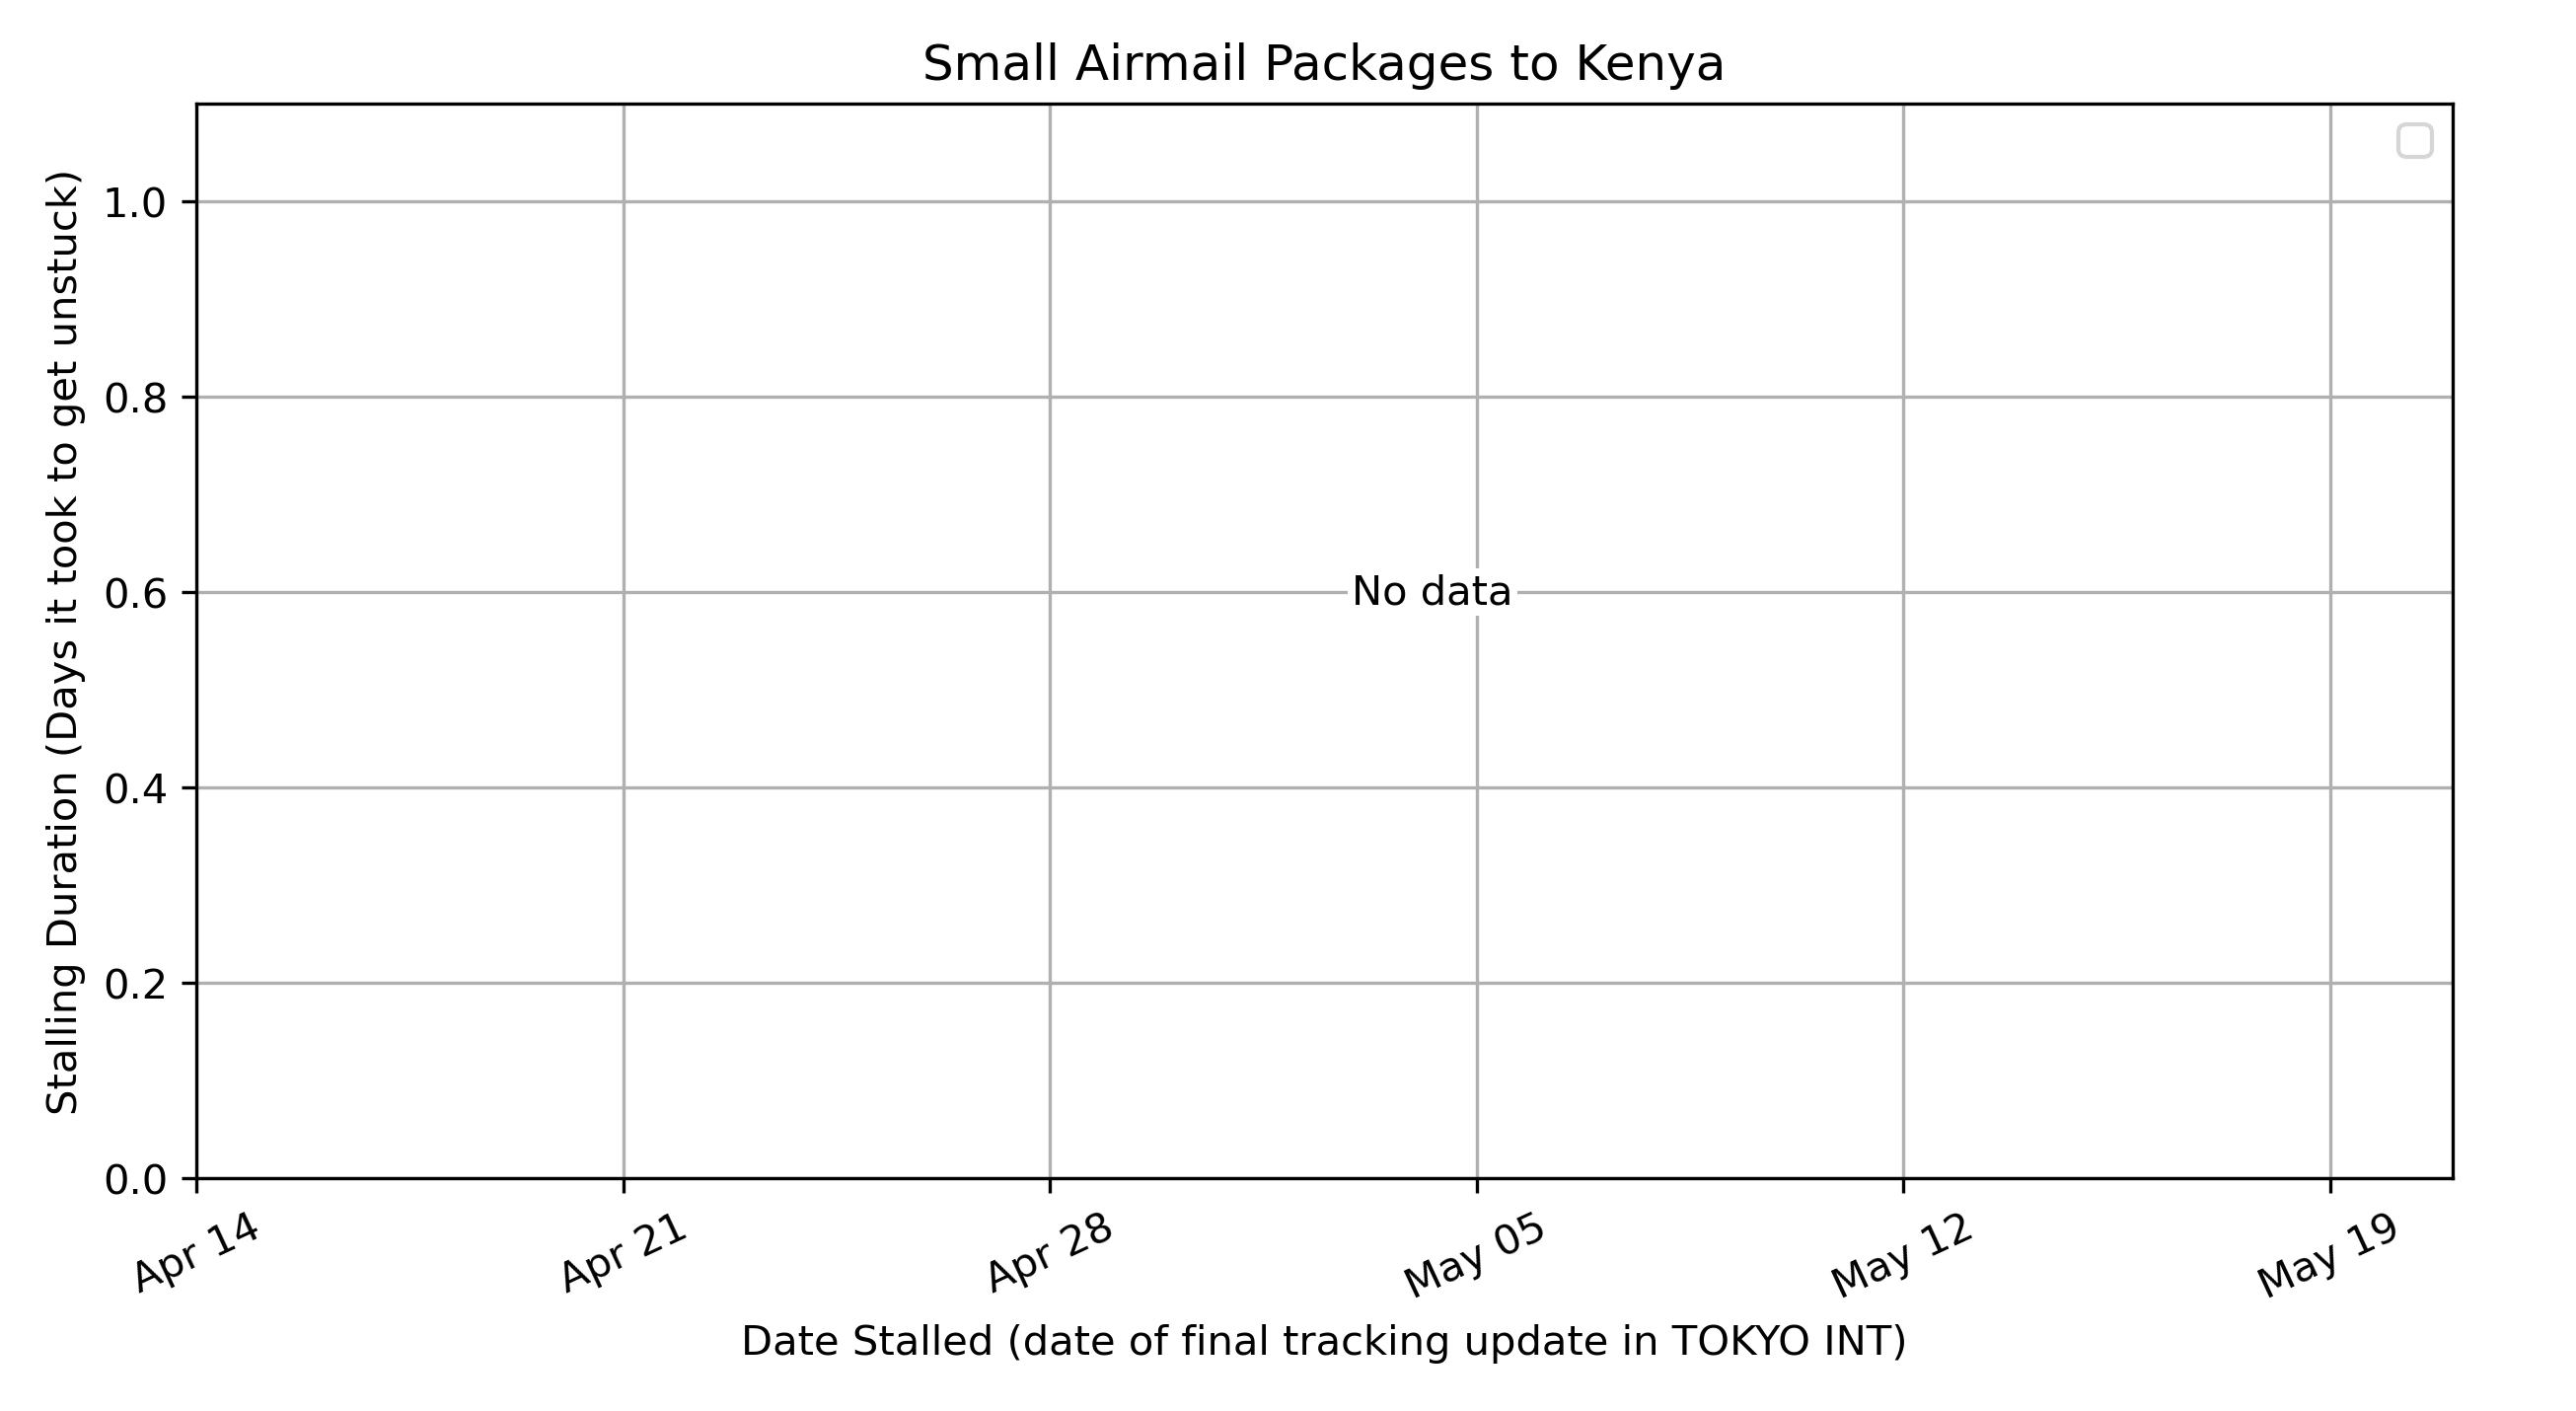 Small Airmail Packages to Kenya
Stalling Duration (Days it took to get unstuck)
1.0
0.8
0.6
0.4
0.2
0.0
No data
Apr 14
Apr 21
Apr 28
May 05
May 12
May 19
Date Stalled (date of final tracking update in TOKYO INT)